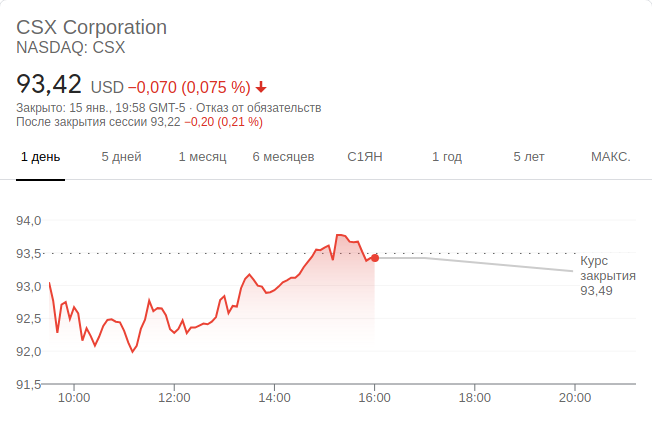 CSX Corporation
NASDAQ: CSX
93,42 USD −0,070 (0,075 %)
Закрыто: 15 янв., 19:58 GMT-5 · Отказ от обязательств
После закрытия сессии 93,22 −0,20 (0,21 %)
1 день 5 дней 1 месяц 6 месяцев С1ЯН 1 год 5 лет МАКС.
94,0
93,5
Курс
закрытия
93,49
93,0
92,5
92,0
91,5
10:00 12:00 14:00 16:00 18:00 20:00